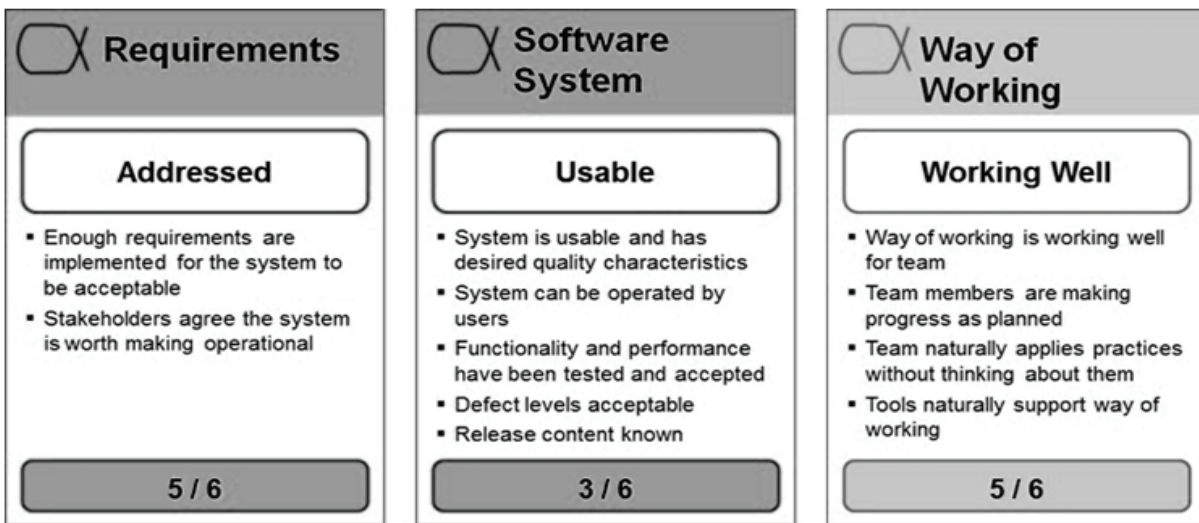 Requirements
Addressed
▪ Enough requirements are
implemented for the system to
be acceptable
▪ Stakeholders agree the system
is worth making operational
5 / 6
Software
System
Usable
▪ System is usable and has
desired quality characteristics
▪ System can be operated by
users
▪ Functionality and performance
have been tested and accepted
▪ Defect levels acceptable
▪ Release content known
3 / 6
Way of
Working
Working Well
▪ Way of working is working well
for team
▪ Team members are making
progress as planned
▪ Team naturally applies practices
without thinking about them
▪ Tools naturally support way of
working
5 / 6